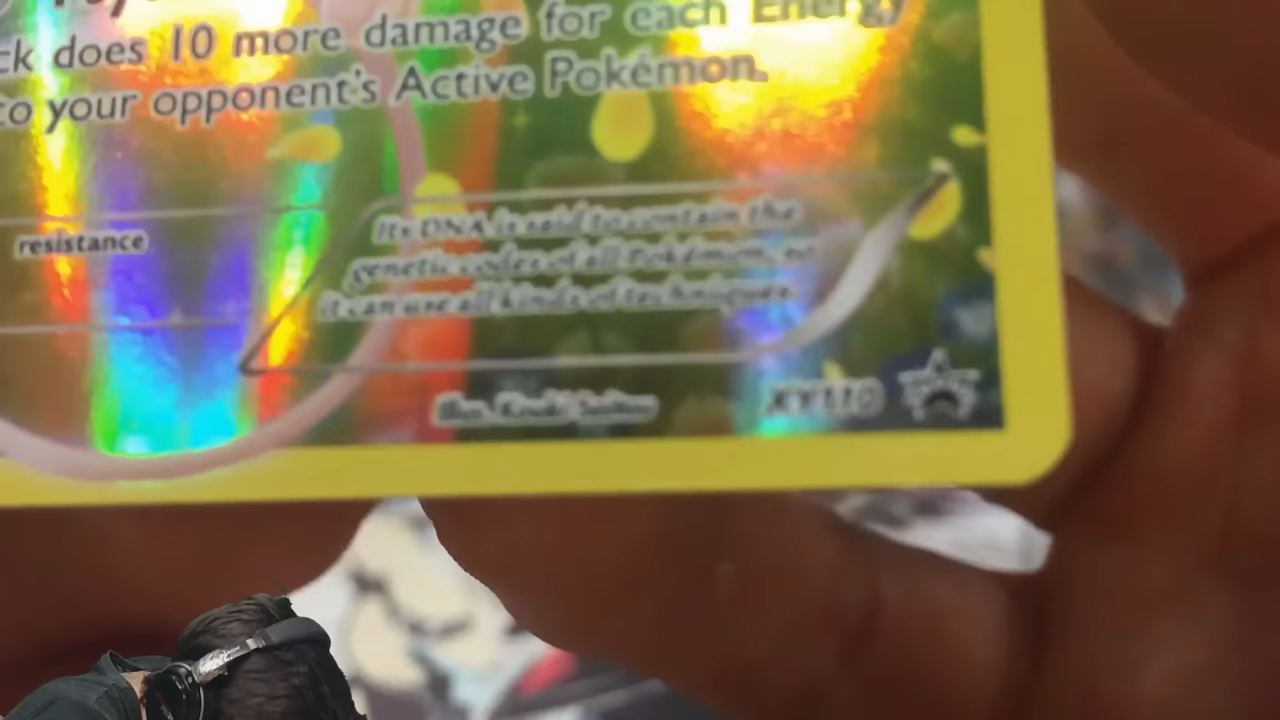 ck does 10 more damage for each Energy
to your opponent's Active Pokémon.
resistance
Its DNA is said to contain the
genetic codes of all Pokémon, so
it can use all kinds of techniques.
Illus. Kouki Saitou
XY110